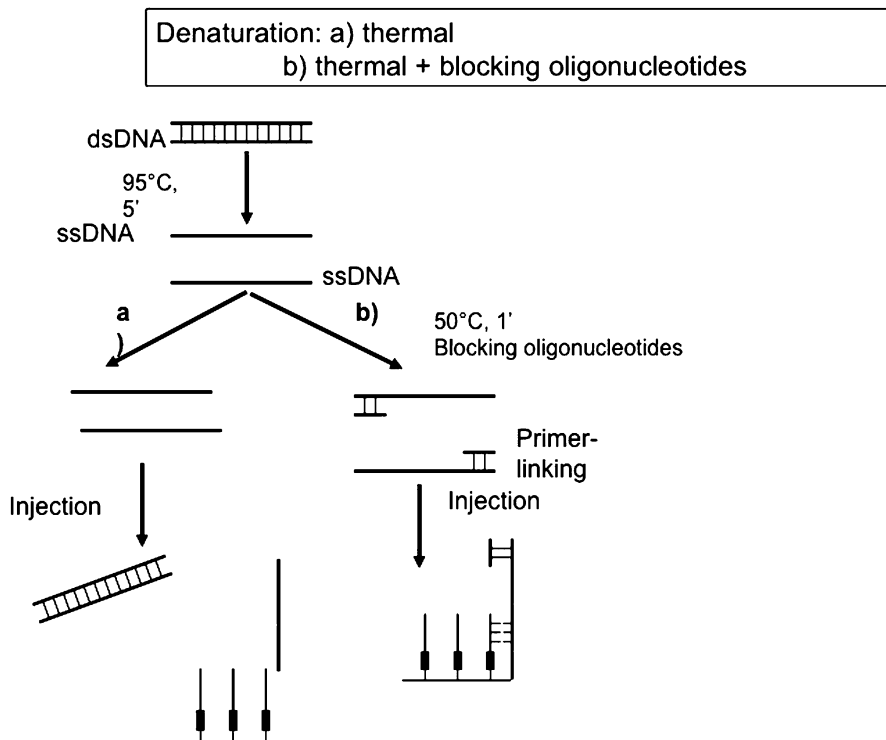 Denaturation: a) thermal
b) thermal + blocking oligonucleotides
dsDNA
95°C,
5'
ssDNA
ssDNA
a
)
b)
50°C, 1'
Blocking oligonucleotides
Primer-
linking
Injection
Injection